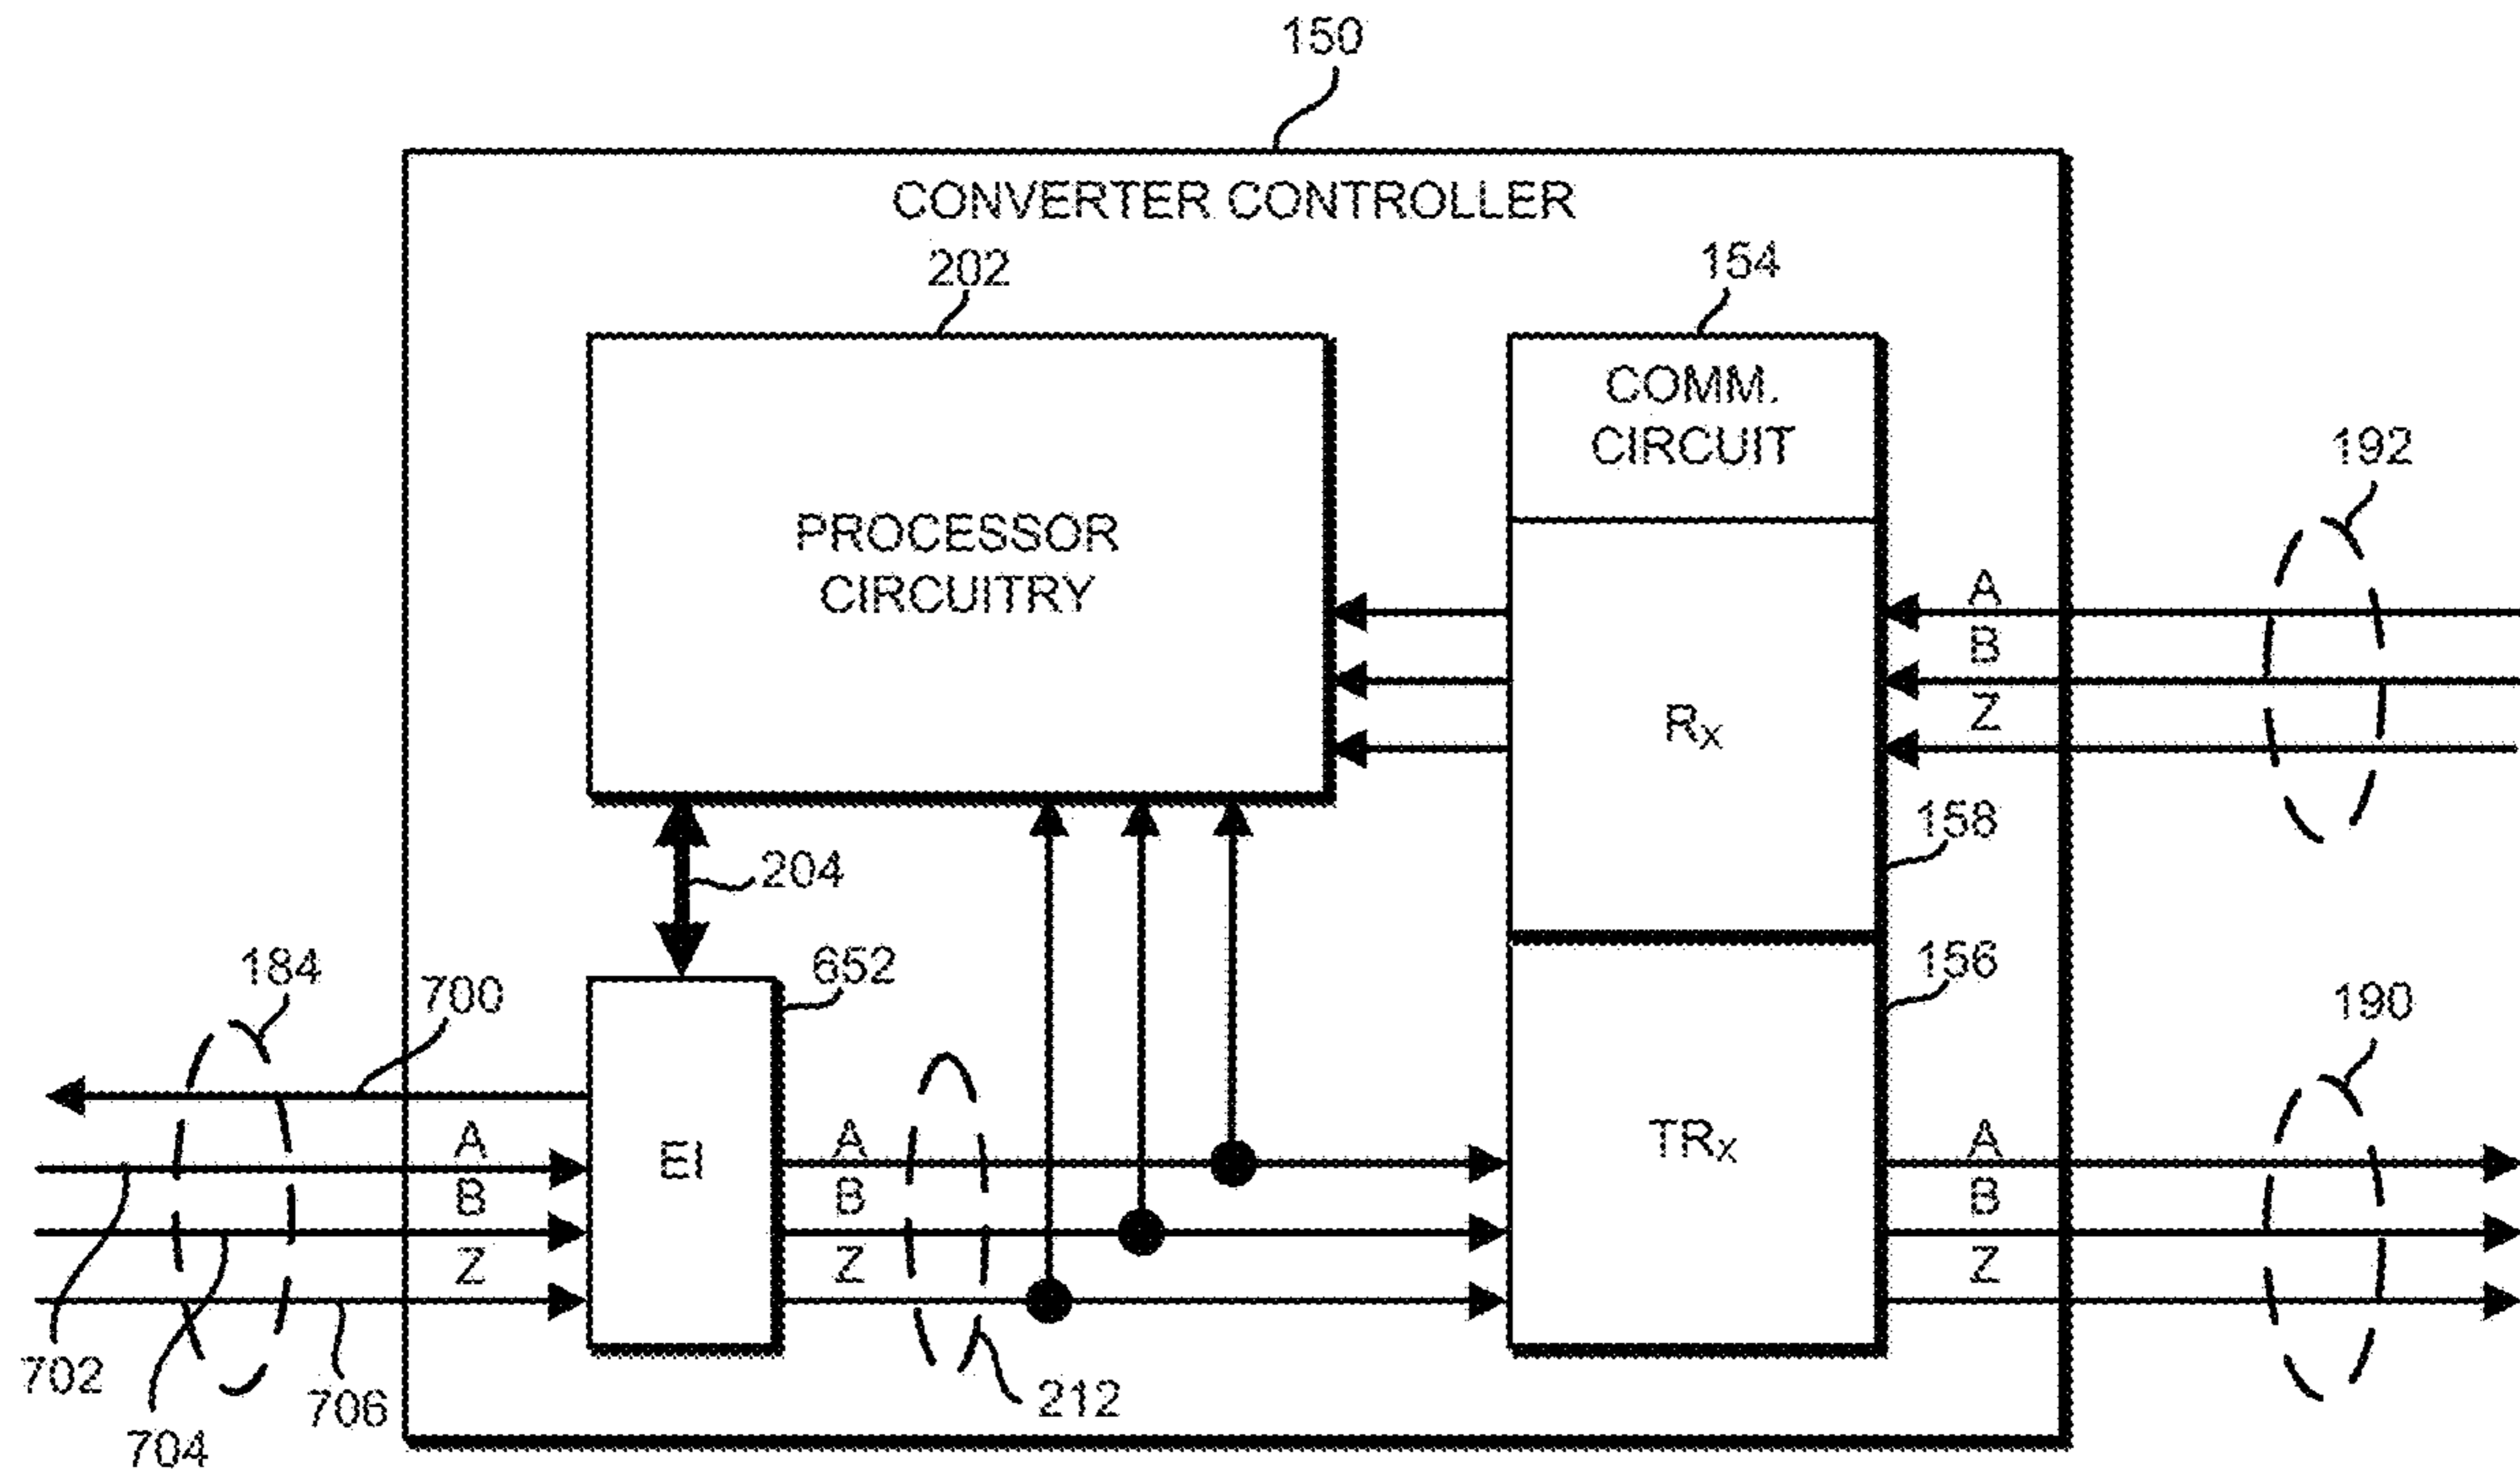 150
CONVERTER CONTROLLER
202
154
PROCESSOR
CIRCUITRY
COMM.
CIRCUIT
192
A
B
Z
RX
158
204
184
700
652
156
190
A
B
Z
EI
A
B
Z
TRX
A
B
Z
702
704
706
212